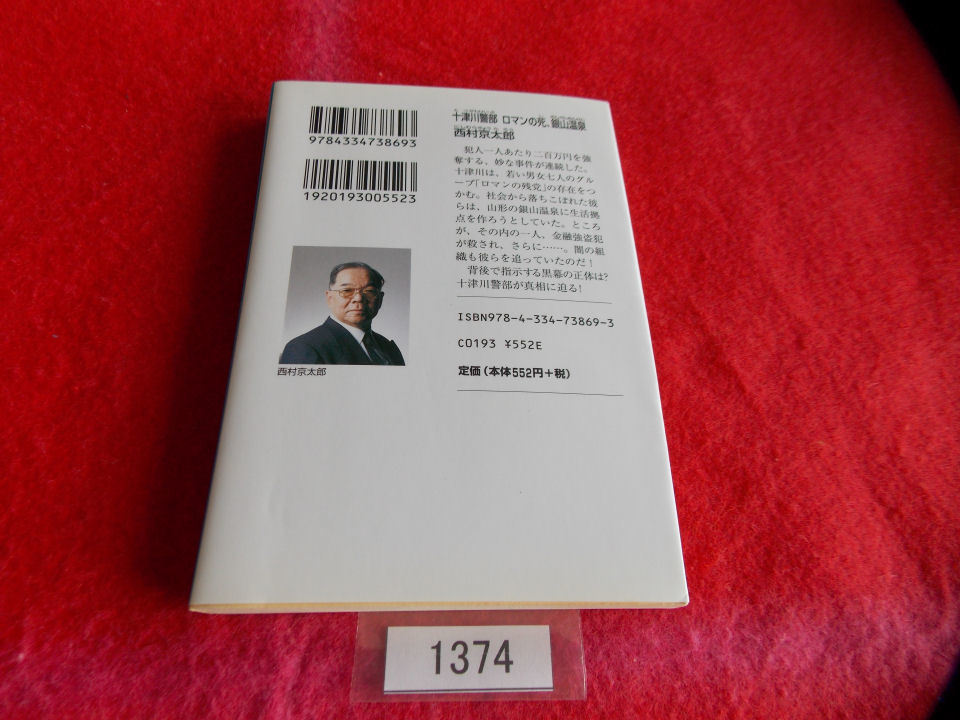 9784334738693
1920193005523
西村京太郎
十津川警部 ロマンの死、銀山温泉
西村京太郎
犯人一人あたり二百万円を強
奪する、妙な事件が連続した。
十津川は、若い男女七人のグル
ープ「ロマンの残党」の存在をつ
かむ。社会から落ちこぼれた彼
らは、山形の銀山温泉に生活拠
点を作ろうとしていた。ところ
が、その内の一人、金融強盗犯
が殺され、さらに……。闇の組
織も彼らを追っていたのだ!
背後で指示する黒幕の正体は?
十津川警部が真相に迫る!
ISBN978-4-334-73869-3
C0193 ¥552E
定価(本体552円+税)
1374